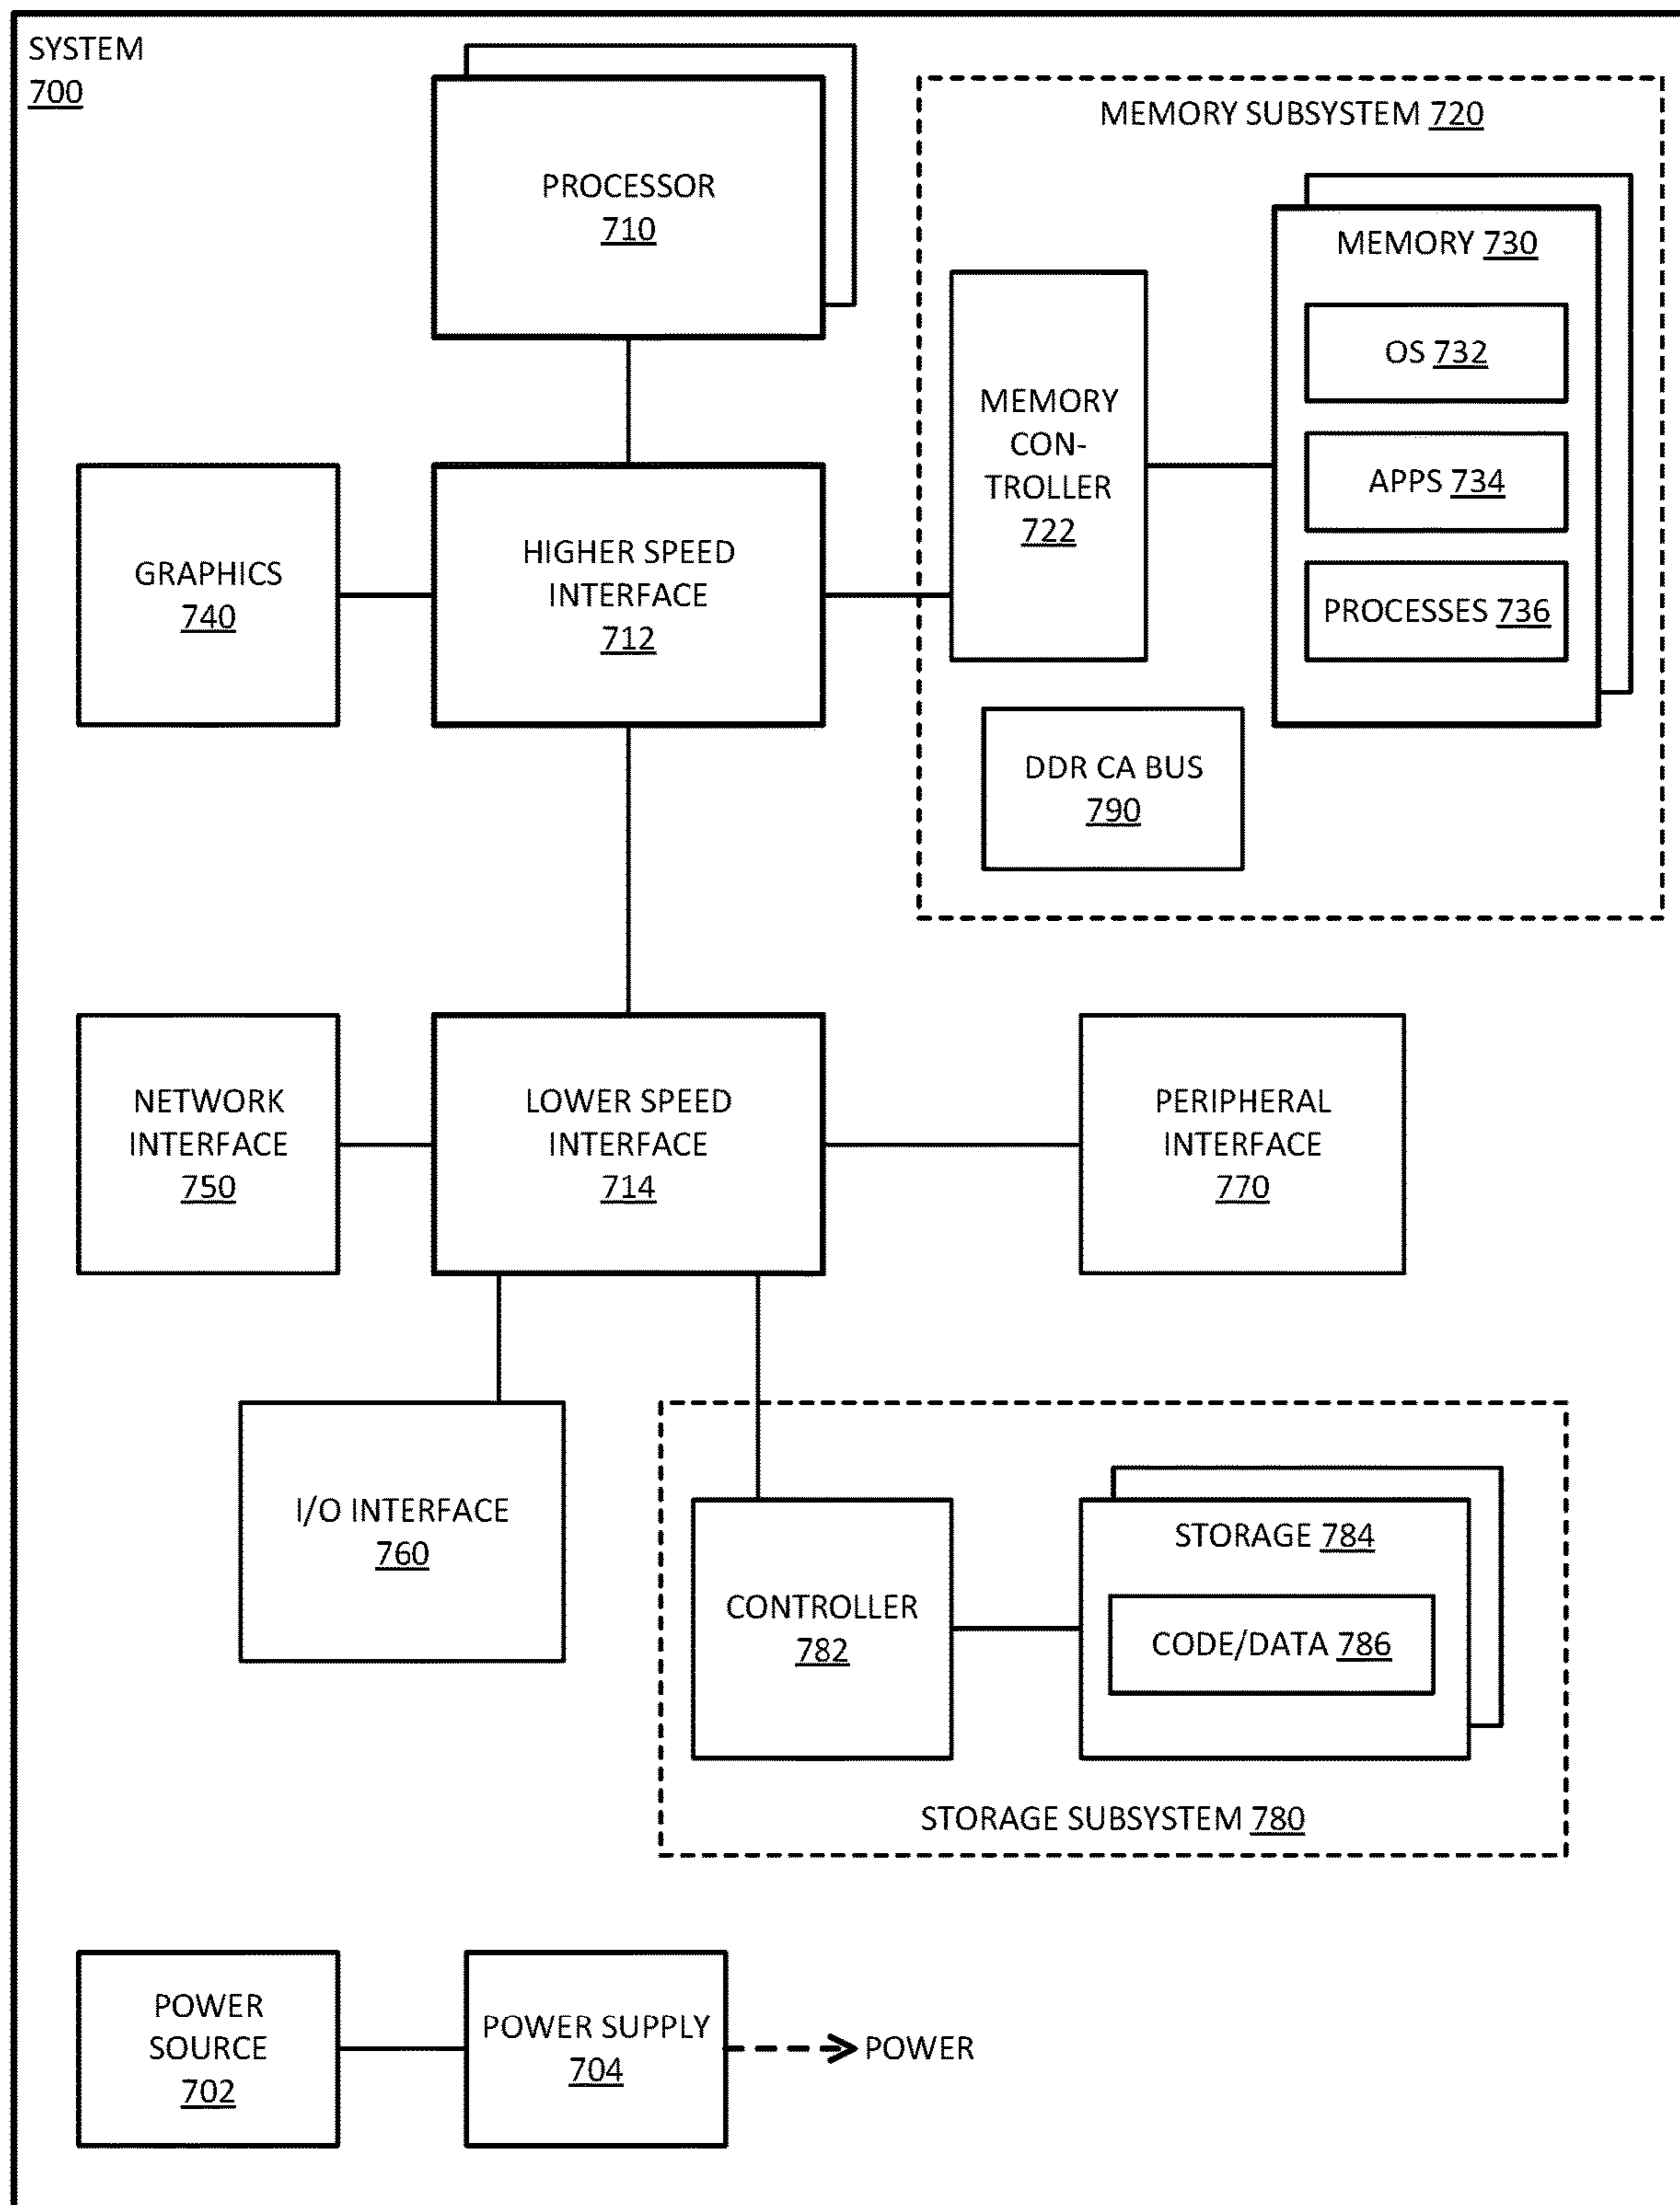 SYSTEM
700
PROCESSOR
710
MEMORY SUBSYSTEM 720
MEMORY 730
OS 732
APPS 734
PROCESSES 736
MEMORY
CON-
TROLLER
722
GRAPHICS
740
HIGHER SPEED
INTERFACE
712
DDR CA BUS
790
NETWORK
INTERFACE
750
LOWER SPEED
INTERFACE
714
PERIPHERAL
INTERFACE
770
I/O INTERFACE
760
CONTROLLER
782
STORAGE 784
CODE/DATA 786
STORAGE SUBSYSTEM 780
POWER
SOURCE
702
POWER SUPPLY
704
POWER